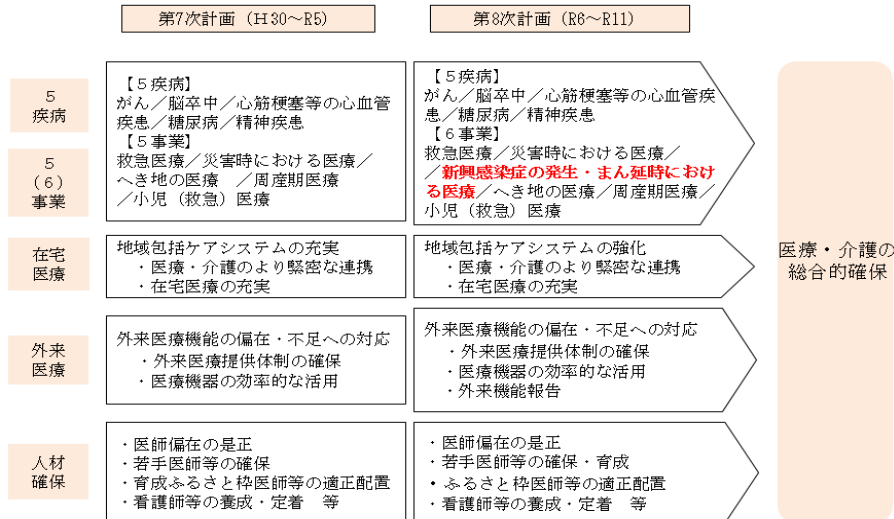 第7次計画（H30～R5）
第8次計画（R6～R11）
５
疾病
５
（６）
事業
【５疾病】
がん／脳卒中／心筋梗塞等の心血管
疾患／糖尿病／精神疾患
【５事業】
救急医療／災害時における医療／
へき地の医療　／周産期医療
／小児（救急）医療
【５疾病】
がん／脳卒中／心筋梗塞等の心血管疾
患／糖尿病／精神疾患
【６事業】
救急医療／災害時における医療／
／新興感染症の発生・まん延時におけ
る医療／へき地の医療／周産期医療／
小児（救急）医療
在宅
医療
地域包括ケアシステムの充実
・医療・介護のより緊密な連携
・在宅医療の充実
地域包括ケアシステムの強化
・医療・介護のより緊密な連携
・在宅医療の充実
外来
医療
外来医療機能の偏在・不足への対応
・外来医療提供体制の確保
・医療機器の効率的な活用
外来医療機能の偏在・不足への対応
・外来医療提供体制の確保
・医療機器の効率的な活用
・外来機能報告
人材
確保
・医師偏在の是正
・若手医師等の確保
・育成ふるさと枠医師等の適正配置
・看護師等の養成・定着　等
・医師偏在の是正
・若手医師等の確保・育成
・ふるさと枠医師等の適正配置
・看護師等の養成・定着　等
医療・介護の
総合的確保